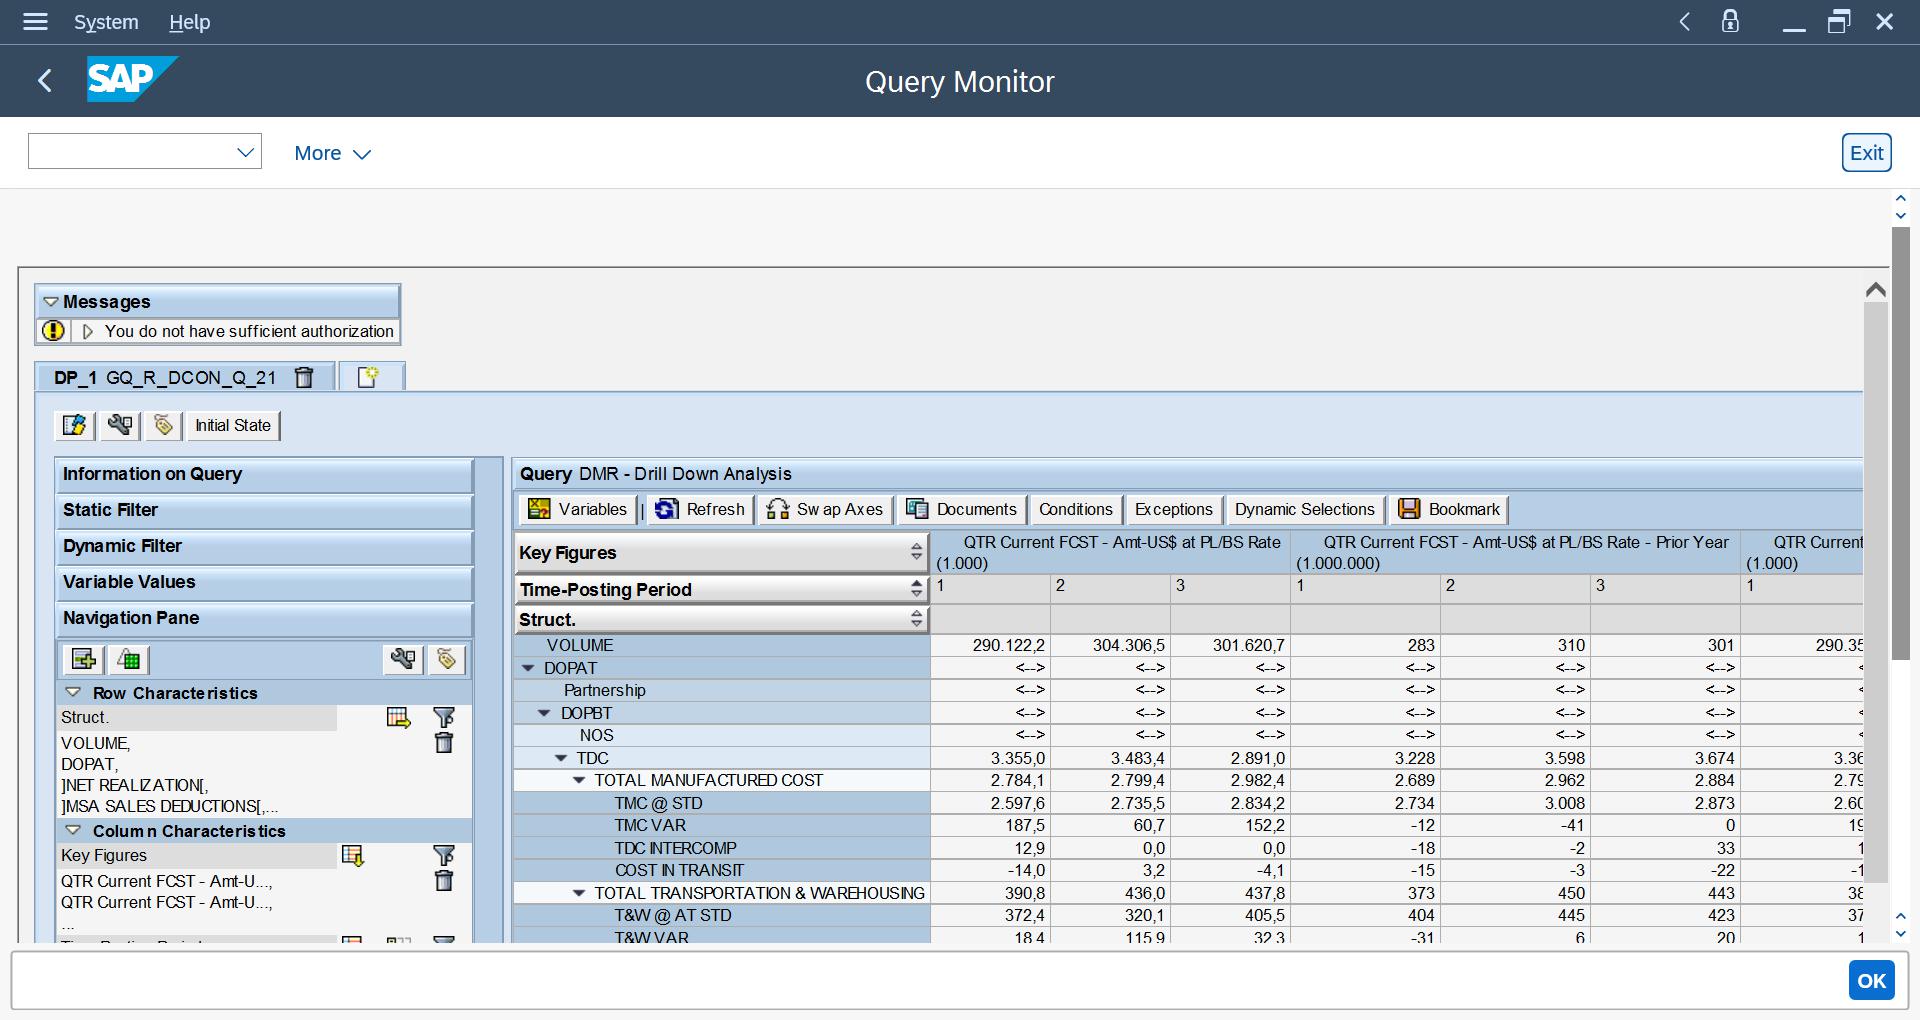 System Help
SAP Query Monitor
More Exit
Messages
You do not have sufficient authorization
DP_1 GQ_R_DCON_Q_21
Initial State
Information on Query
Static Filter
Dynamic Filter
Variable Values
Navigation Pane
Row Characteristics
Struct.
VOLUME,
DOPAT,
]NET REALIZATION[,
]MSA SALES DEDUCTIONS[,...
Column Characteristics
Key Figures
QTR Current FCST - Amt-U...,
QTR Current FCST - Amt-U...,
...
Query DMR - Drill Down Analysis
Variables | Refresh Swap Axes Documents Conditions Exceptions Dynamic Selections Bookmark
Key Figures QTR Current FCST - Amt-US$ at PL/BS Rate (1.000) QTR Current FCST - Amt-US$ at PL/BS Rate - Prior Year (1.000.000) QTR Current (1.000)
Time-Posting Period 1 2 3 1 2 3 1
Struct.
VOLUME 290.122,2 304.306,5 301.620,7 283 310 301 290.35
DOPAT <--> <--> <--> <--> <--> <--> <
Partnership <--> <--> <--> <--> <--> <--> <
DOPBT <--> <--> <--> <--> <--> <--> <
NOS <--> <--> <--> <--> <--> <--> <
TDC 3.355,0 3.483,4 2.891,0 3.228 3.598 3.674 3.36
TOTAL MANUFACTURED COST 2.784,1 2.799,4 2.982,4 2.689 2.962 2.884 2.79
TMC @ STD 2.597,6 2.735,5 2.834,2 2.734 3.008 2.873 2.60
TMC VAR 187,5 60,7 152,2 -12 -41 0 19
TDC INTERCOMP 12,9 0,0 0,0 -18 -2 33 1
COST IN TRANSIT -14,0 3,2 -4,1 -15 -3 -22 -1
TOTAL TRANSPORTATION & WAREHOUSING 390,8 436,0 437,8 373 450 443 38
T&W @ AT STD 372,4 320,1 405,5 404 445 423 37
T&W VAR 18,4 115,9 32,3 -31 6 20 1
OK